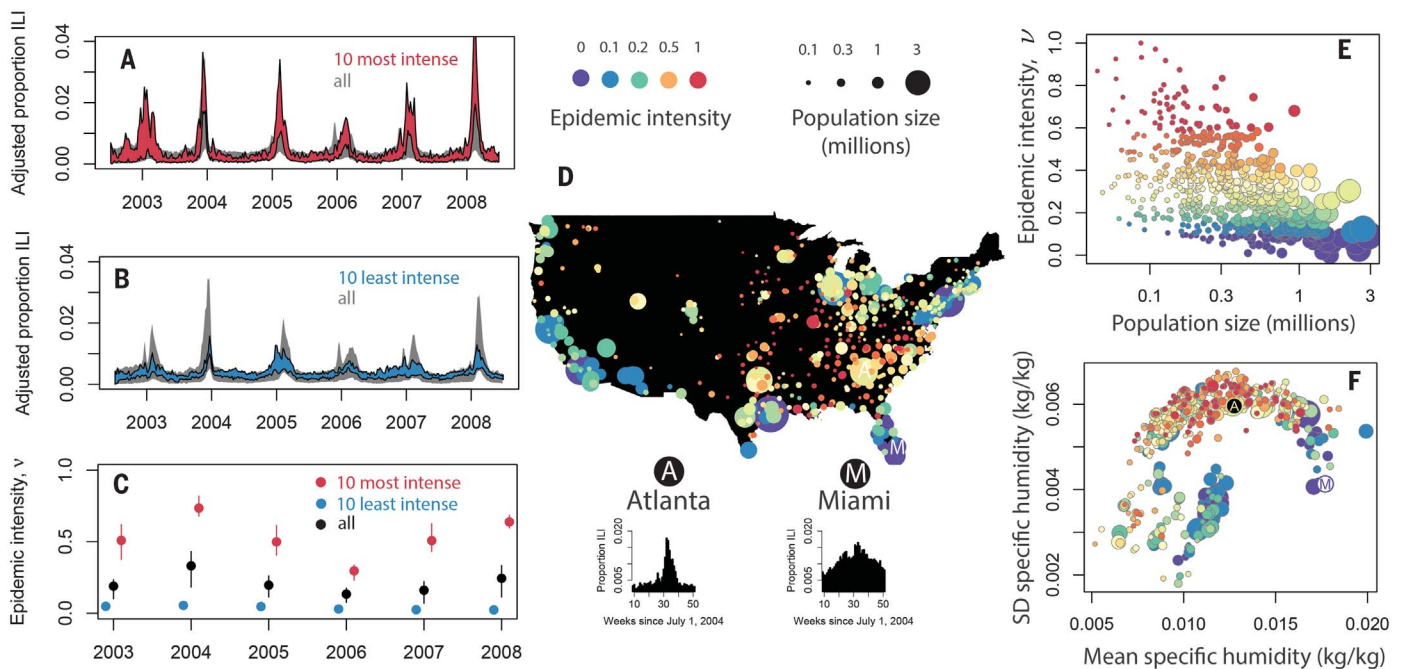 A
10 most intense
all
Adjusted proportion ILI
0.04
0.02
0.00
2003 2004 2005 2006 2007 2008
B
10 least intense
all
Adjusted proportion ILI
0.04
0.02
0.00
2003 2004 2005 2006 2007 2008
C
10 most intense
10 least intense
all
Epidemic intensity, ν
1.0
0.5
0.0
2003 2004 2005 2006 2007 2008
0 0.1 0.2 0.5 1
Epidemic intensity
0.1 0.3 1 3
Population size
(millions)
D
A
M
A
Atlanta
M
Miami
Proportion ILI
0.020
0.005
10 30 50
Weeks since July 1, 2004
Proportion ILI
0.020
0.005
10 30 50
Weeks since July 1, 2004
E
Epidemic intensity, ν
1.0
0.8
0.6
0.4
0.2
0.0
0.1 0.3 1 3
Population size (millions)
F
A
M
SD specific humidity (kg/kg)
0.006
0.004
0.002
0.005 0.010 0.015 0.020
Mean specific humidity (kg/kg)